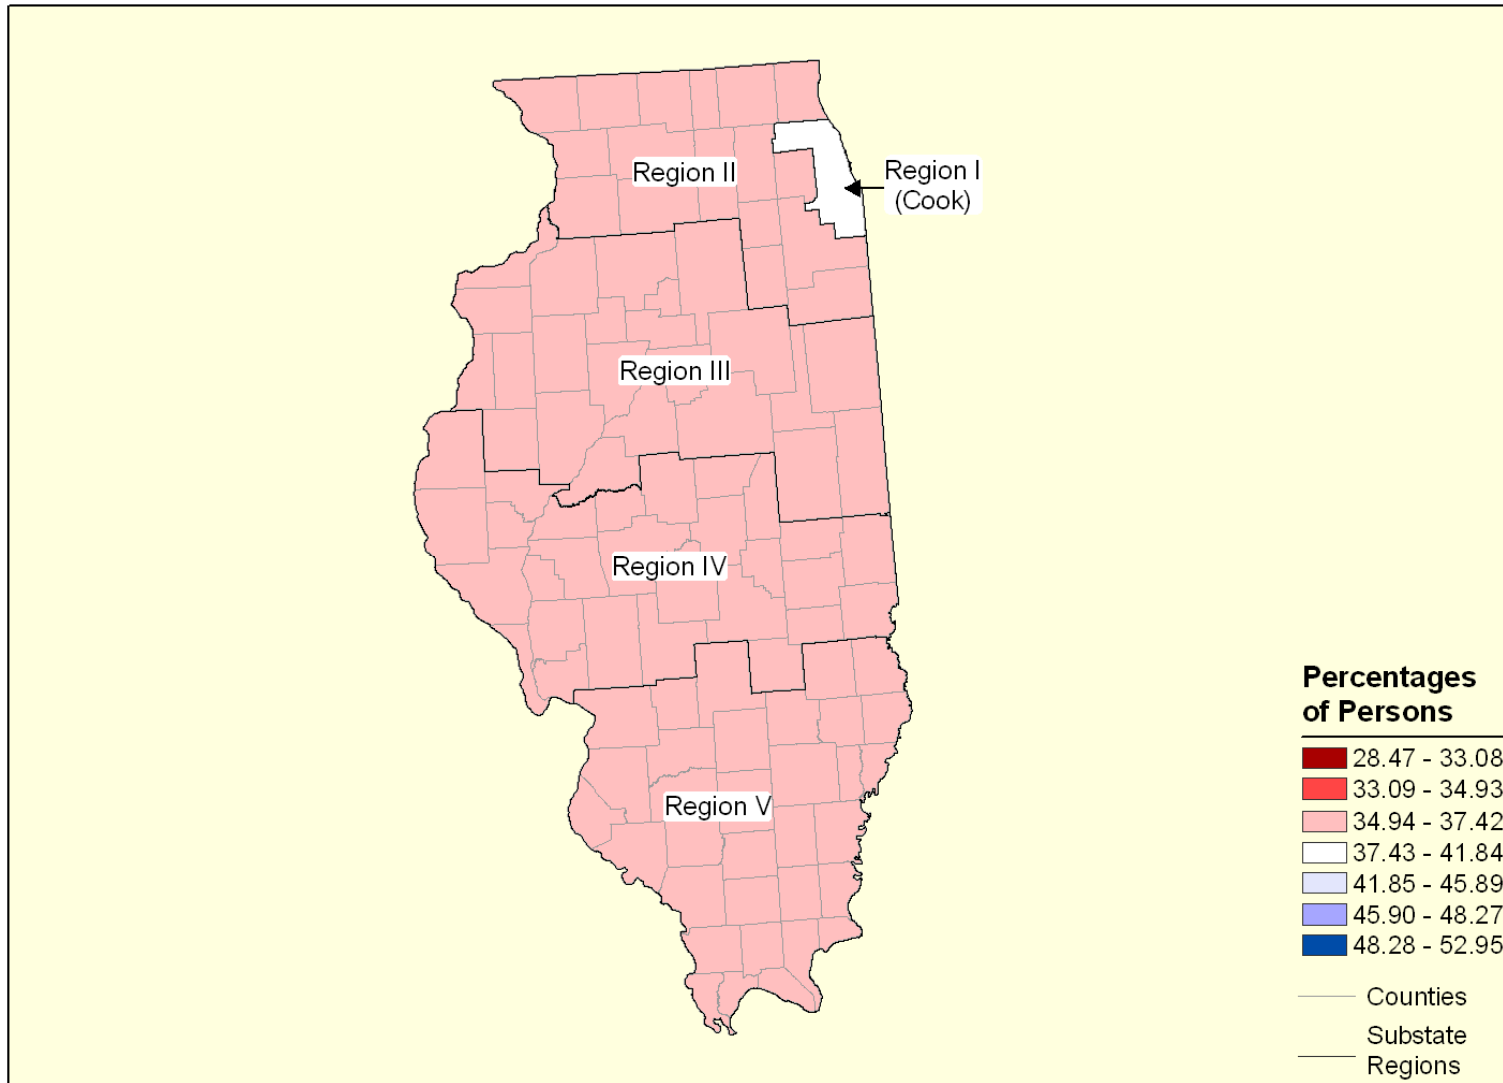 Region II
Region I
(Cook)
Region III
Region IV
Region V
Percentages
of Persons
28.47 - 33.08
33.09 - 34.93
34.94 - 37.42
37.43 - 41.84
41.85 - 45.89
45.90 - 48.27
48.28 - 52.95
Counties
Substate
Regions